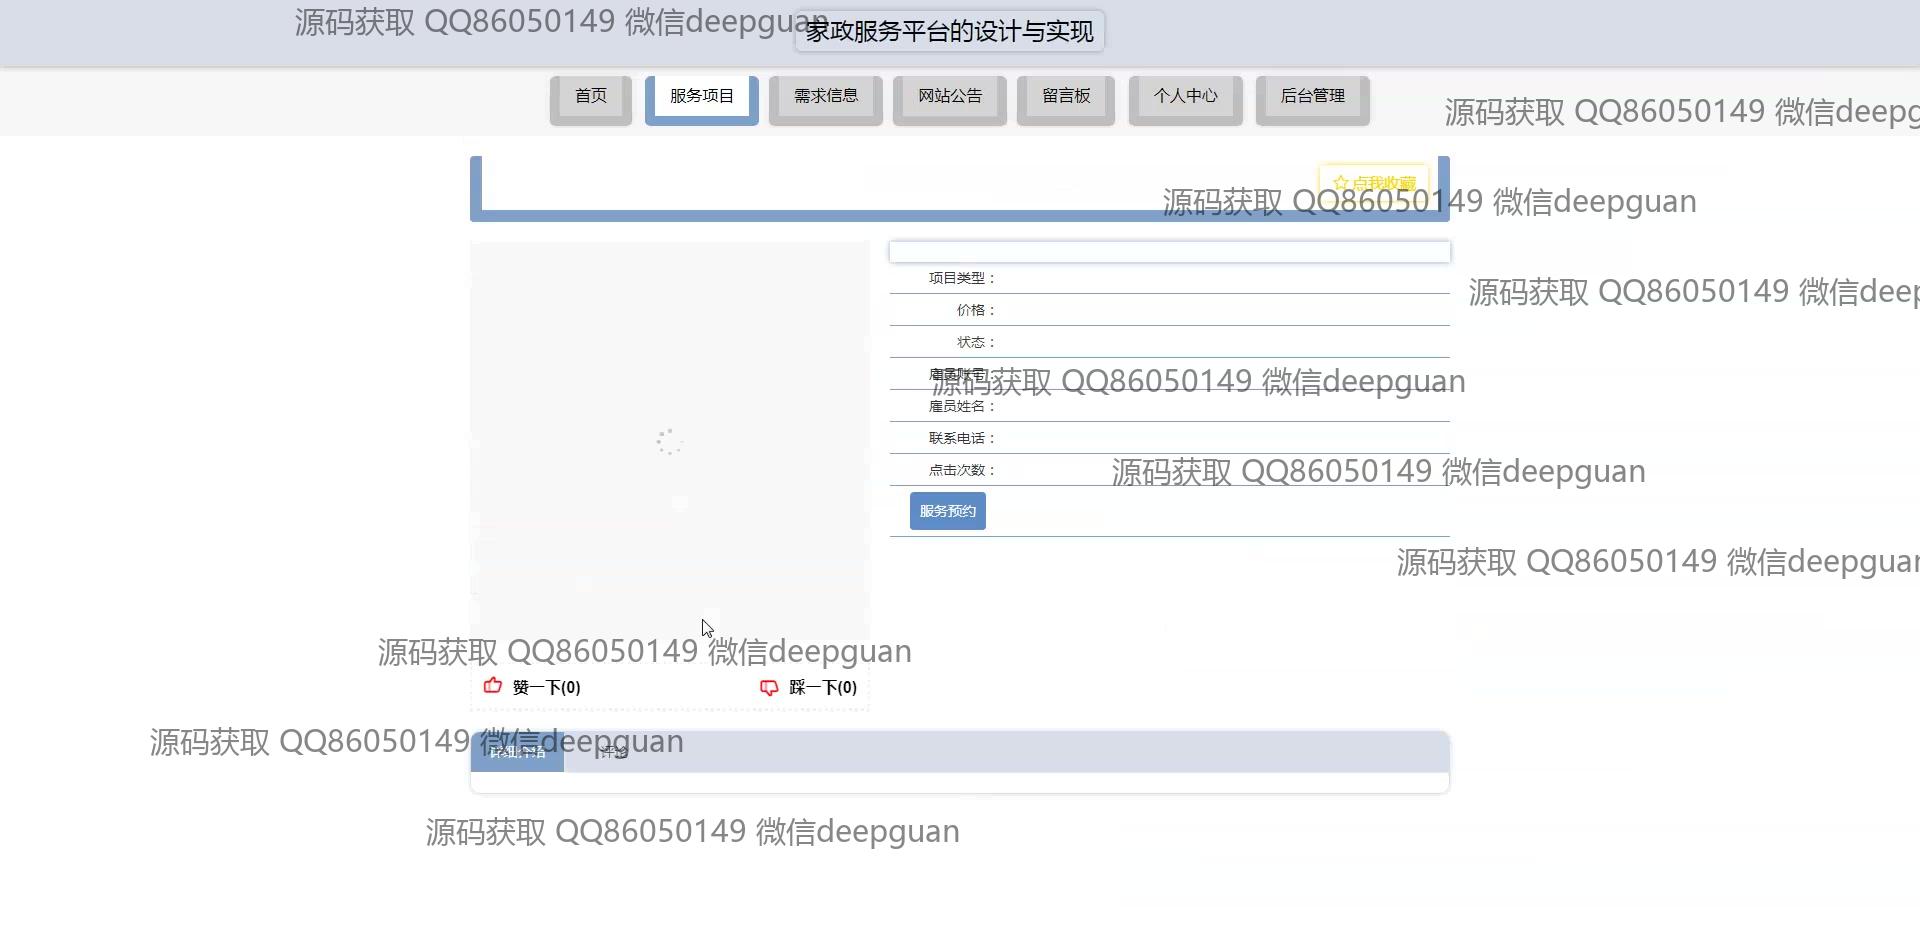 源码获取 QQ86050149 微信deepguan
家政服务平台的设计与实现
首页 服务项目 需求信息 网站公告 留言板 个人中心 后台管理
源码获取 QQ86050149 微信deepg
点我收藏
源码获取 QQ86050149 微信deepguan
项目类型：
源码获取 QQ86050149 微信deep
价格：
状态：
雇员账号：
源码获取 QQ86050149 微信deepguan
雇员姓名：
联系电话：
点击次数：
源码获取 QQ86050149 微信deepguan
服务预约
源码获取 QQ86050149 微信deepguan
源码获取 QQ86050149 微信deepguan
赞一下(0) 踩一下(0)
源码获取 QQ86050149 微信deepguan
详细介绍 评论
源码获取 QQ86050149 微信deepguan